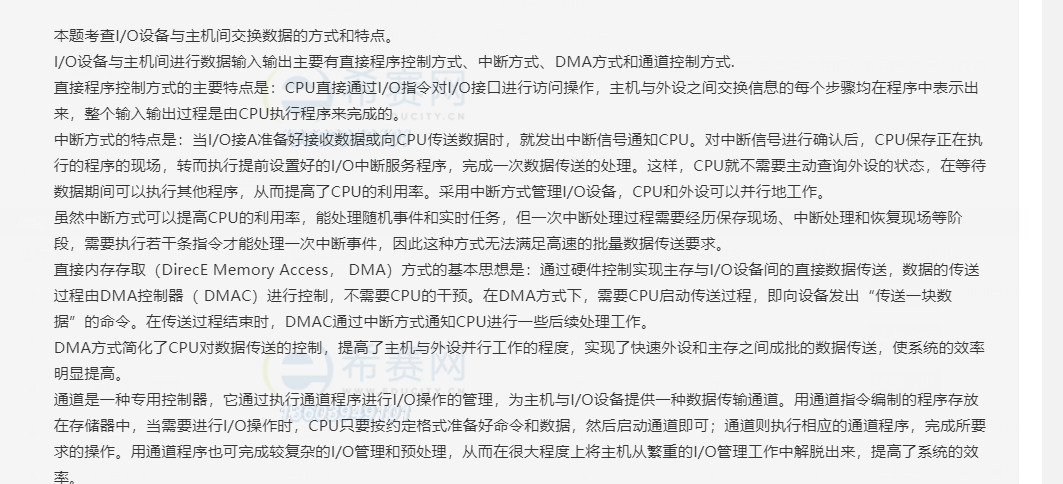 本题考查I/O设备与主机间交换数据的方式和特点。
I/O设备与主机间进行数据输入输出主要有直接程序控制方式、中断方式、DMA方式和通道控制方式.
直接程序控制方式的主要特点是：CPU直接通过I/O指令对I/O接口进行访问操作，主机与外设之间交换信息的每个步骤均在程序中表示出
来，整个输入输出过程是由CPU执行程序来完成的。
中断方式的特点是：当I/O接A准备好接收数据或向CPU传送数据时，就发出中断信号通知CPU。对中断信号进行确认后，CPU保存正在执
行的程序的现场，转而执行提前设置好的I/O中断服务程序，完成一次数据传送的处理。这样，CPU就不需要主动查询外设的状态，在等待
数据期间可以执行其他程序，从而提高了CPU的利用率。采用中断方式管理I/O设备，CPU和外设可以并行地工作。
虽然中断方式可以提高CPU的利用率，能处理随机事件和实时任务，但一次中断处理过程需要经历保存现场、中断处理和恢复现场等阶
段，需要执行若干条指令才能处理一次中断事件，因此这种方式无法满足高速的批量数据传送要求。
直接内存存取（DirecE Memory Access， DMA）方式的基本思想是：通过硬件控制实现主存与I/O设备间的直接数据传送，数据的传送
过程由DMA控制器（ DMAC）进行控制，不需要CPU的干预。在DMA方式下，需要CPU启动传送过程，即向设备发出“传送一块数
据”的命令。在传送过程结束时，DMAC通过中断方式通知CPU进行一些后续处理工作。
DMA方式简化了CPU对数据传送的控制，提高了主机与外设并行工作的程度，实现了快速外设和主存之间成批的数据传送，使系统的效率
明显提高。
通道是一种专用控制器，它通过执行通道程序进行I/O操作的管理，为主机与I/O设备提供一种数据传输通道。用通道指令编制的程序存放
在存储器中，当需要进行I/O操作时，CPU只要按约定格式准备好命令和数据，然后启动通道即可；通道则执行相应的通道程序，完成所要
求的操作。用通道程序也可完成较复杂的I/O管理和预处理，从而在很大程度上将主机从繁重的I/O管理工作中解脱出来，提高了系统的效
率。
希赛网
希赛网
WWW.EDUCITY.CN